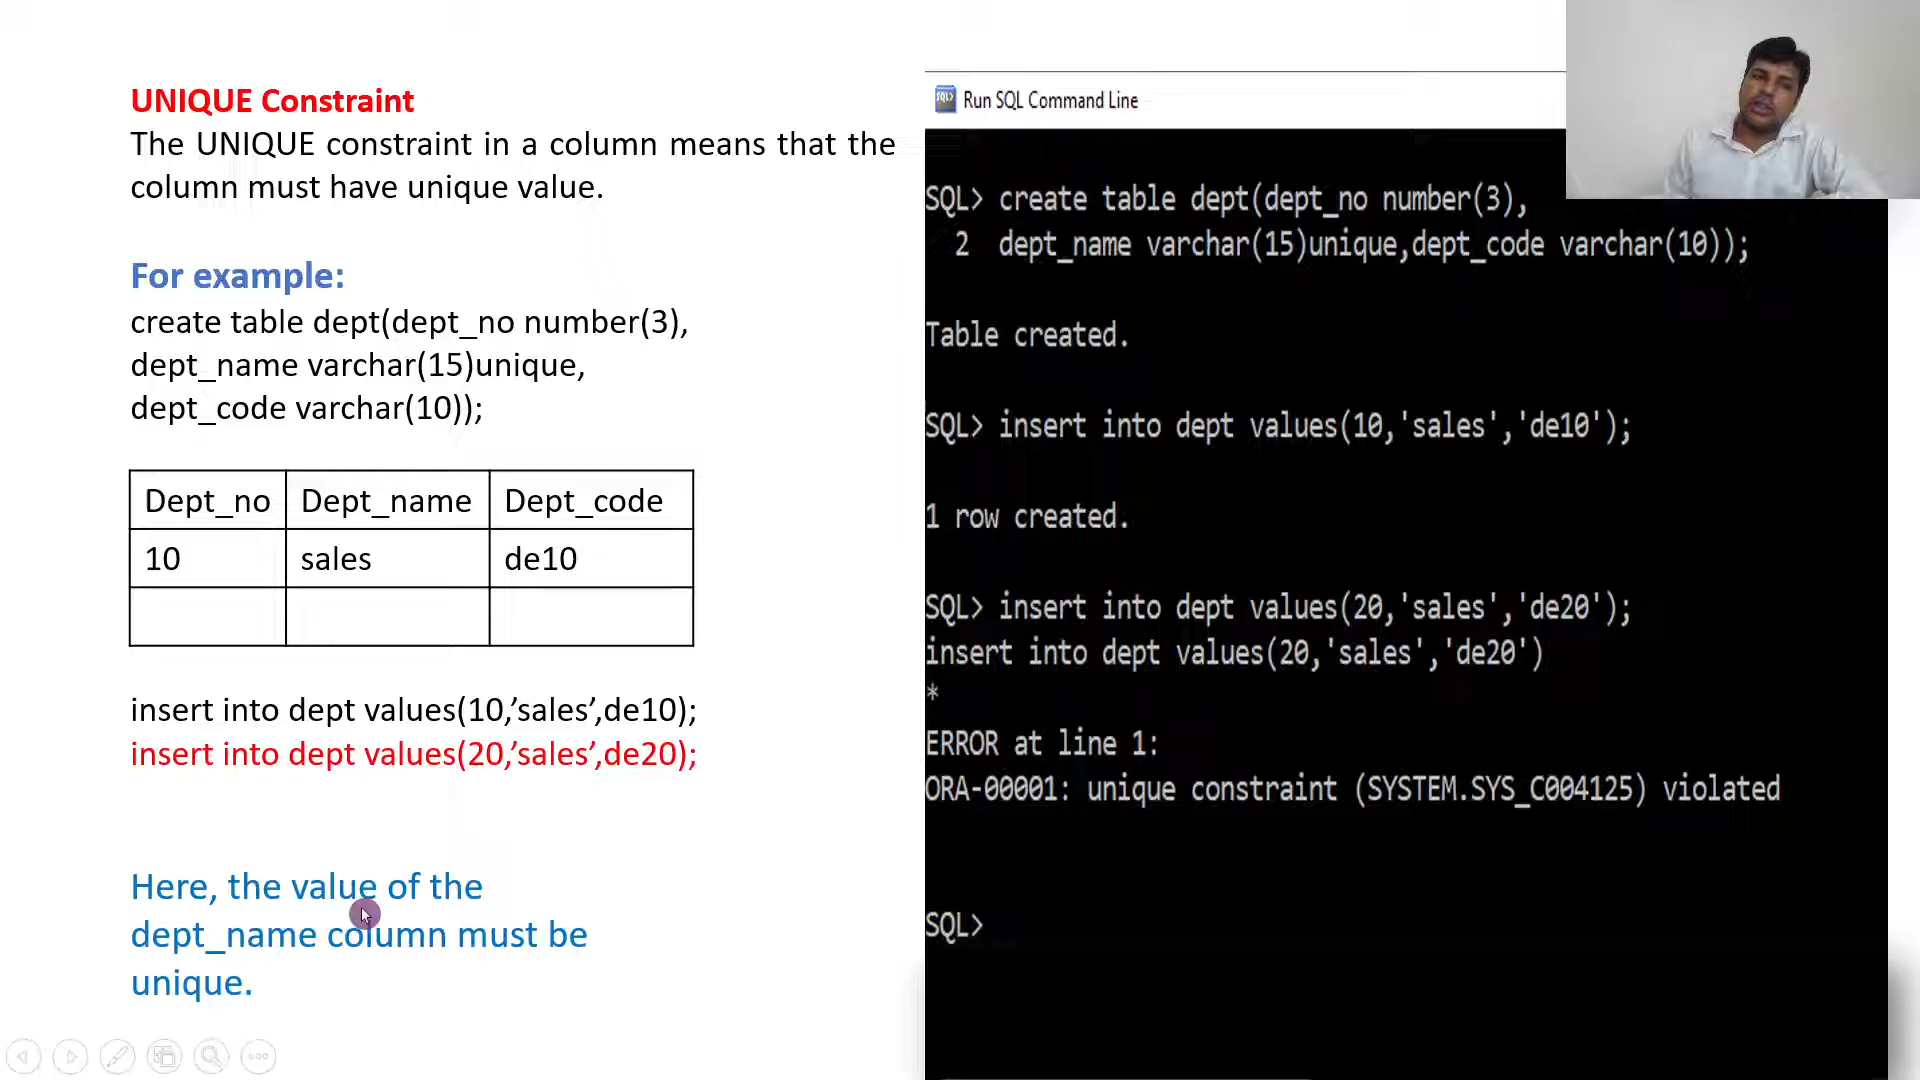 UNIQUE Constraint
The UNIQUE constraint in a column means that the
column must have unique value.
For example:
create table dept(dept_no number(3),
dept_name varchar(15)unique,
dept_code varchar(10));
Dept_no Dept_name Dept_code
10 sales de10
insert into dept values(10,’sales’,de10);
insert into dept values(20,’sales’,de20);
Here, the value of the
dept_name column must be
unique.
Run SQL Command Line
SQL> create table dept(dept_no number(3),
2 dept_name varchar(15)unique,dept_code varchar(10));
Table created.
SQL> insert into dept values(10,'sales','de10');
1 row created.
SQL> insert into dept values(20,'sales','de20');
insert into dept values(20,'sales','de20')
*
ERROR at line 1:
ORA-00001: unique constraint (SYSTEM.SYS_C004125) violated
SQL>